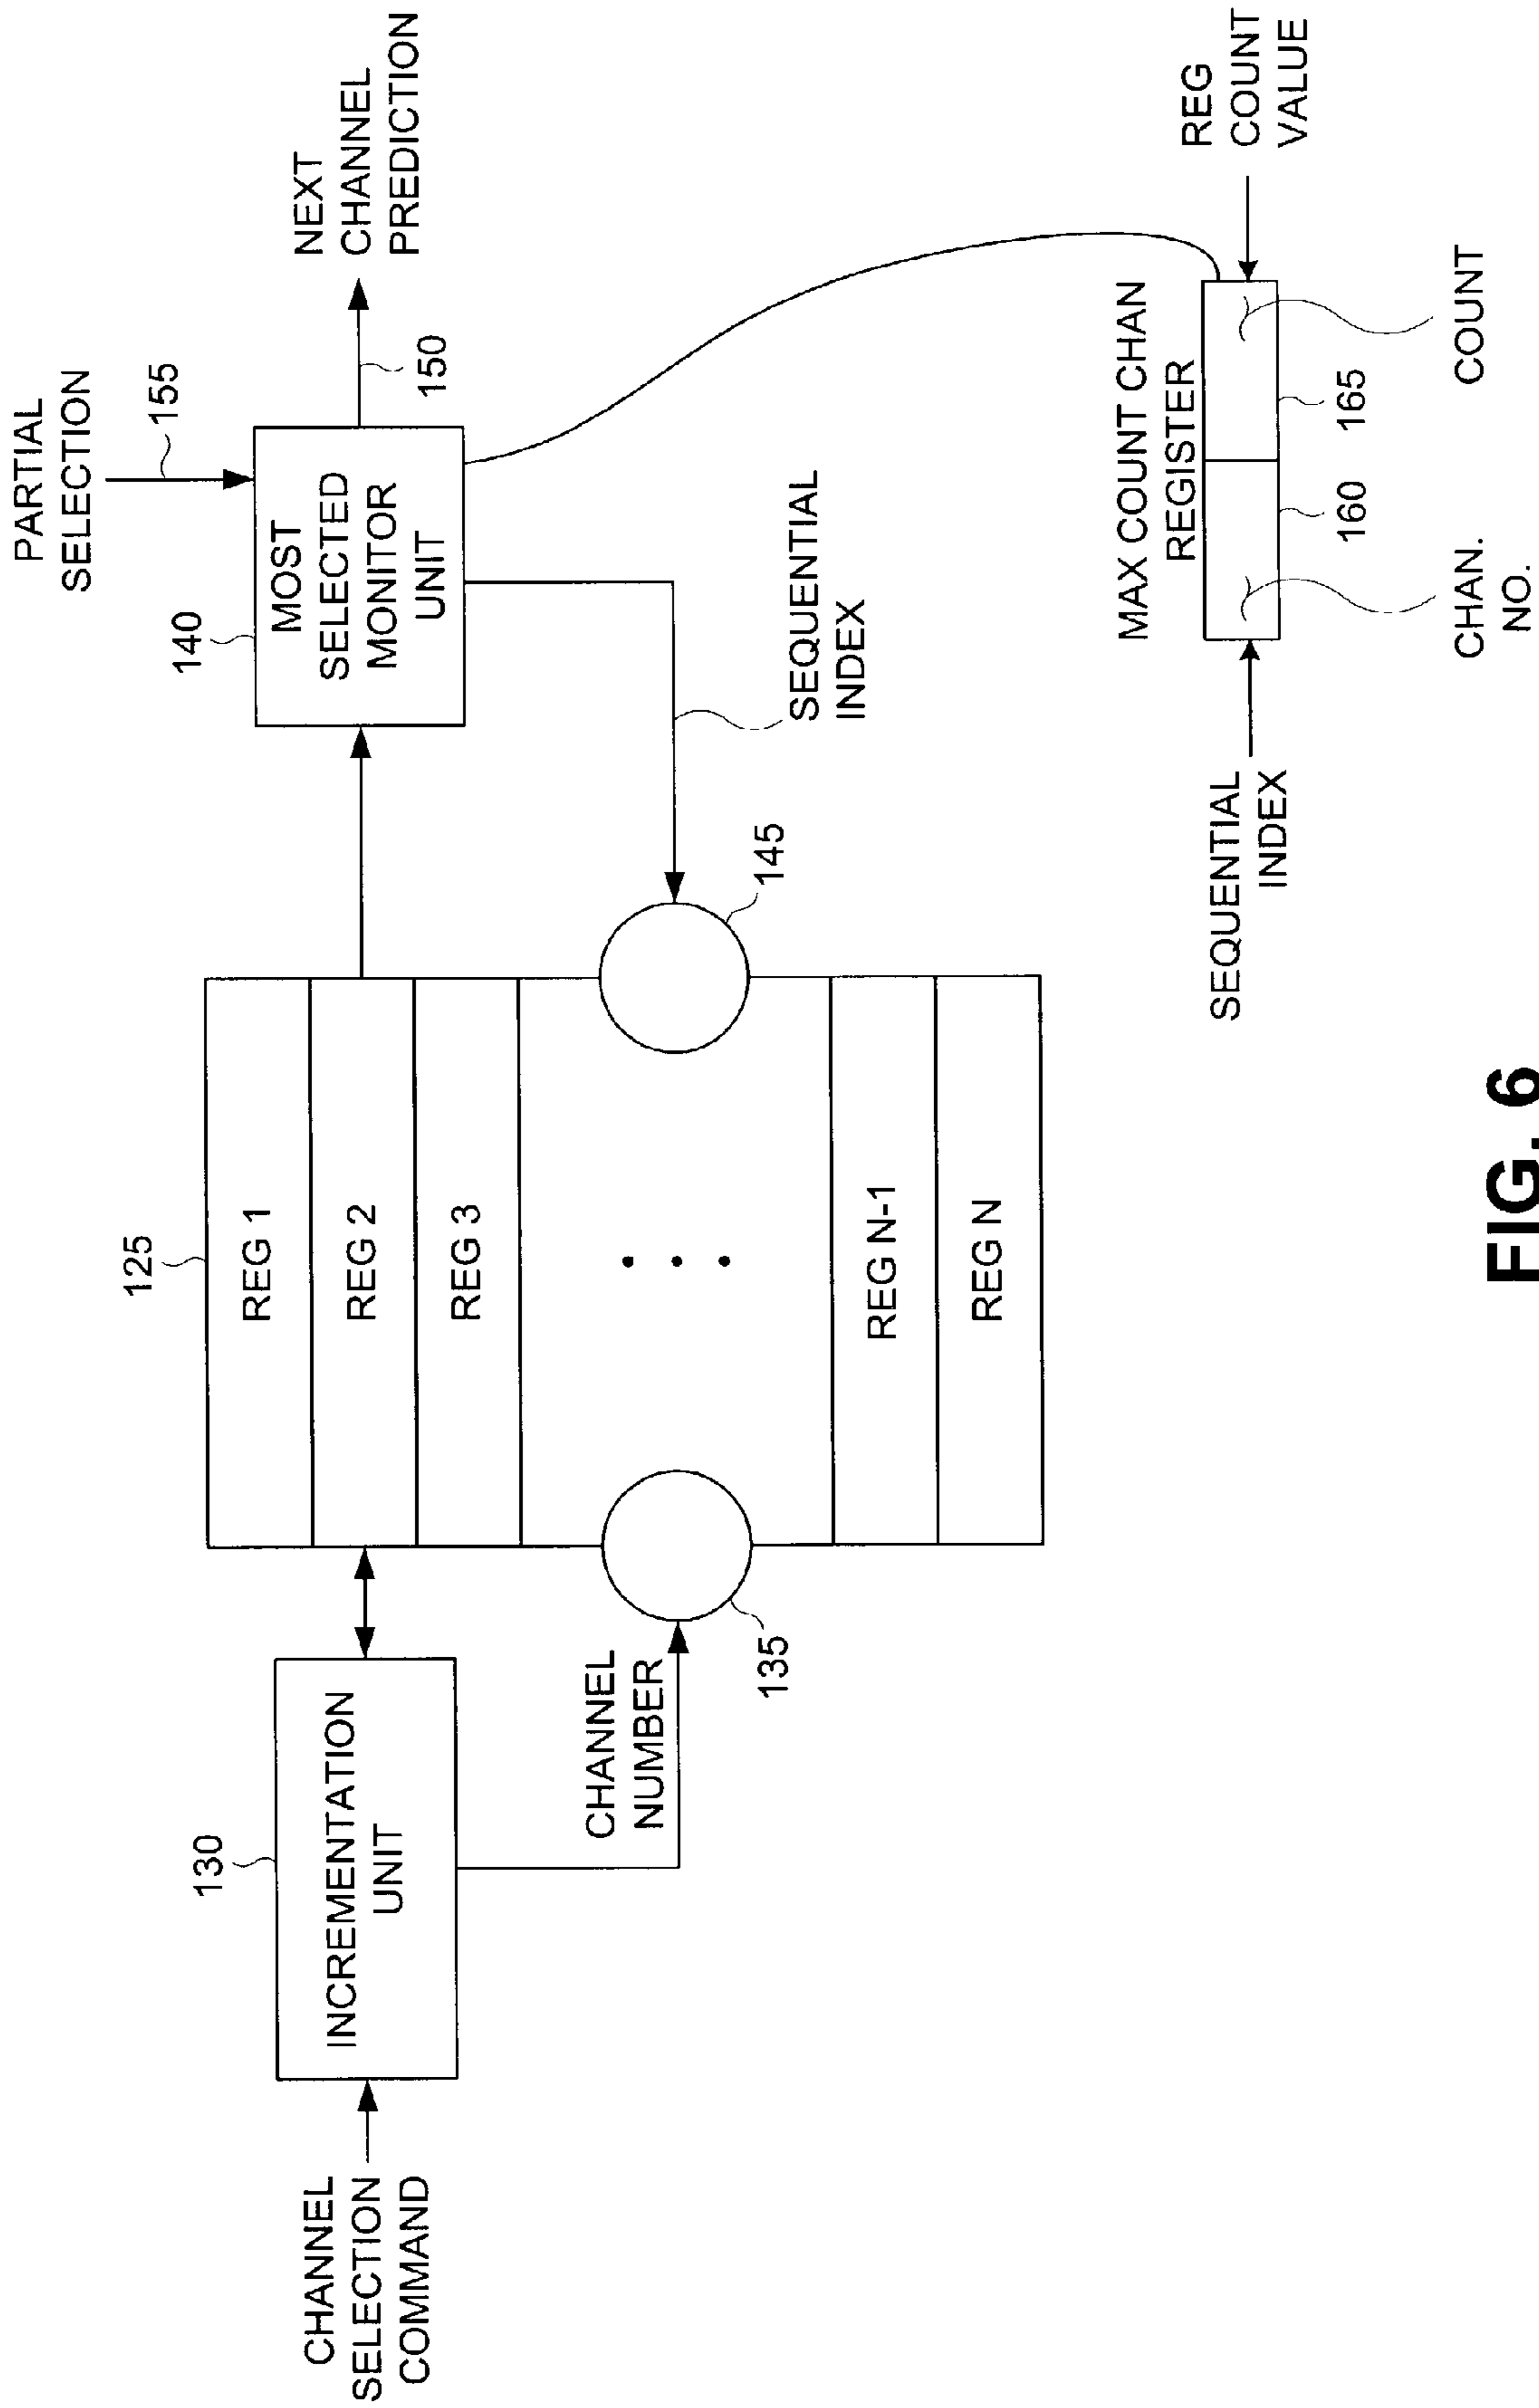 PARTIAL
SELECTION
155
NEXT
CHANNEL
PREDICTION
150
140
MOST
SELECTED
MONITOR
UNIT
SEQUENTIAL
INDEX
145
125
REG 1
REG 2
REG 3
• • •
REG N-1
REG N
130
INCREMENTATION
UNIT
CHANNEL
SELECTION
COMMAND
CHANNEL
NUMBER
135
MAX COUNT CHAN
REGISTER
REG
COUNT
VALUE
SEQUENTIAL
INDEX
160
165
CHAN.
NO.
COUNT
FIG. 6